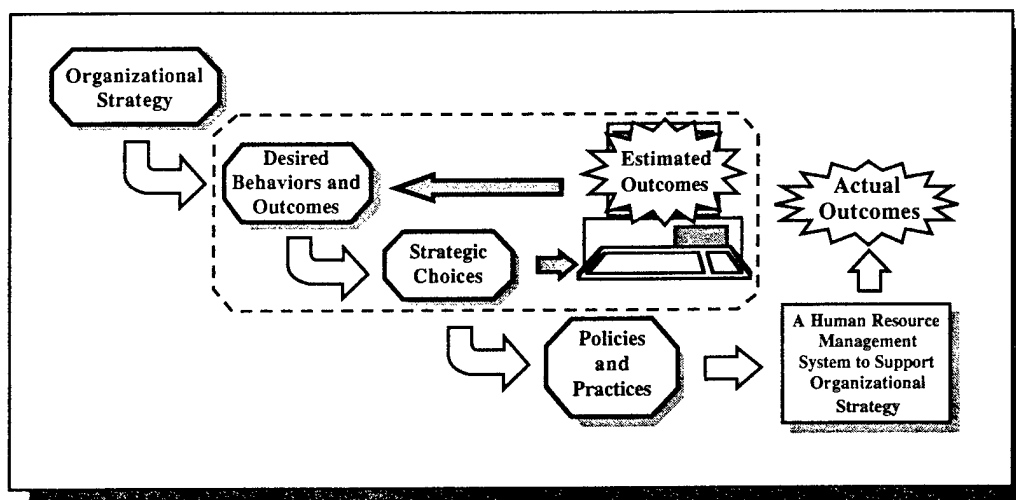 Organizational
Strategy
Desired
Behaviors and
Outcomes
Estimated
Outcomes
Actual
Outcomes
Strategic
Choices
Policies
and
Practices
A Human Resource
Management
System to Support
Organizational
Strategy